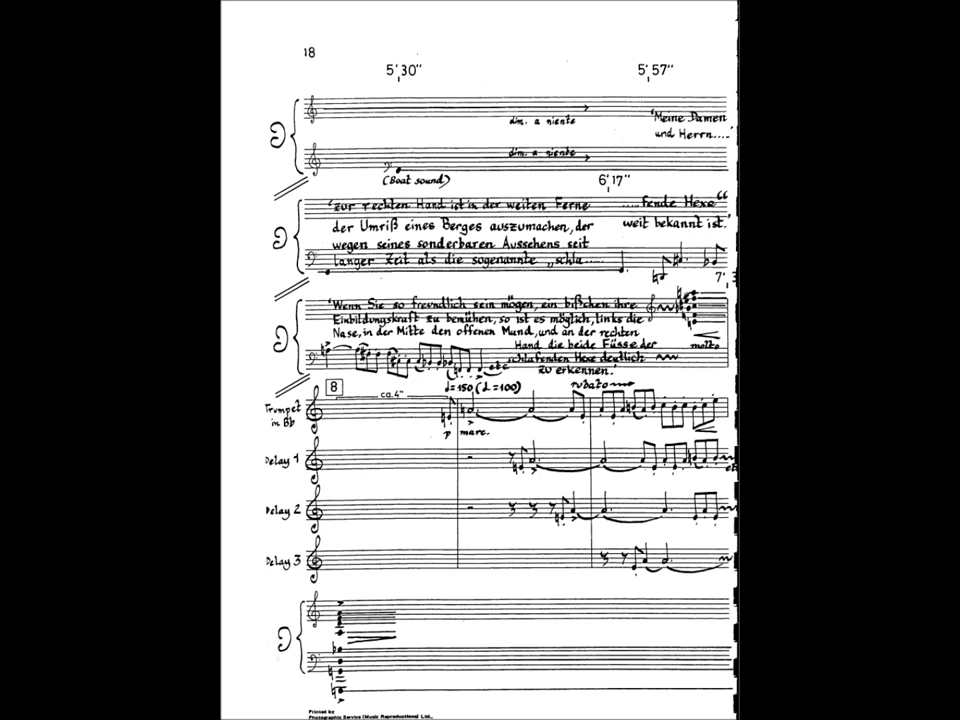 18
5'30" 5'57"
dim. a niente
'Meine Damen
und Herrn....'
dim. a niente
(Boat sound)
6'17"
'zur rechten Hand ist in der weiten Ferne .....fende Hexe“
der Umriß eines Berges auszumachen, der weit bekannt ist.'
wegen seines sonderbaren Aussehens seit
langer Zeit als die sogenannte „schla......
'Wenn Sie so freundlich sein mögen, ein bißchen ihre
Einbildungskraft zu bemühen, so ist es möglich, links die
Nase, in der Mitte den offenen Mund, und an der rechten
Hand die beide Füsse der molto
etc schlafenden Hexe deutlich
zu erkennen.'
8 ca. 4" ♩=150 (♩.=100) rubato
Trumpet
in Bb
p marc.
Delay 1
Delay 2
Delay 3
Printed by
Photographic Service (Music Reproductions) Ltd.,